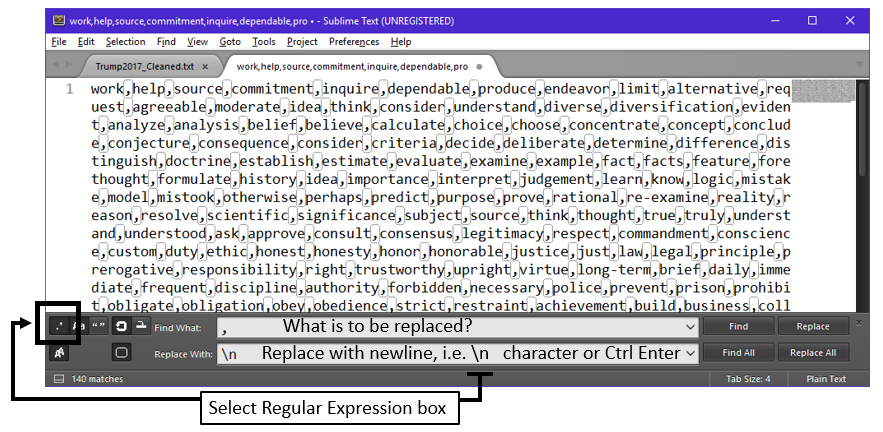 work,help,source,commitment,inquire,dependable,pro • - Sublime Text (UNREGISTERED)
File Edit Selection Find View Goto Tools Project Preferences Help
Trump2017_Cleaned.txt × work,help,source,commitment,inquire,dependable,pro
1 work,help,source,commitment,inquire,dependable,produce,endeavor,limit,alternative,req
uest,agreeable,moderate,idea,think,consider,understand,diverse,diversification,eviden
t,analyze,analysis,belief,believe,calculate,choice,choose,concentrate,concept,conclud
e,conjecture,consequence,consider,criteria,decide,deliberate,determine,difference,dis
tinguish,doctrine,establish,estimate,evaluate,examine,example,fact,facts,feature,fore
thought,formulate,history,idea,importance,interpret,judgement,learn,know,logic,mistak
e,model,mistook,otherwise,perhaps,predict,purpose,prove,rational,re-examine,reality,r
eason,resolve,scientific,significance,subject,source,think,thought,true,truly,underst
and,understood,ask,approve,consult,consensus,legitimacy,respect,commandment,conscienc
e,custom,duty,ethic,honest,honesty,honor,honorable,justice,just,law,legal,principle,p
rerogative,responsibility,right,trustworthy,upright,virtue,long-term,brief,daily,imme
diate,frequent,discipline,authority,forbidden,necessary,police,prevent,prison,prohibi
t,obligate,obligation,obey,obedience,strict,restraint,achievement,build,business,coll
.* Aa “” Find What: , What is to be replaced? Find Replace
Replace With: \n Replace with newline, i.e. \n character or Ctrl Enter Find All Replace All
140 matches Tab Size: 4 Plain Text
Select Regular Expression box